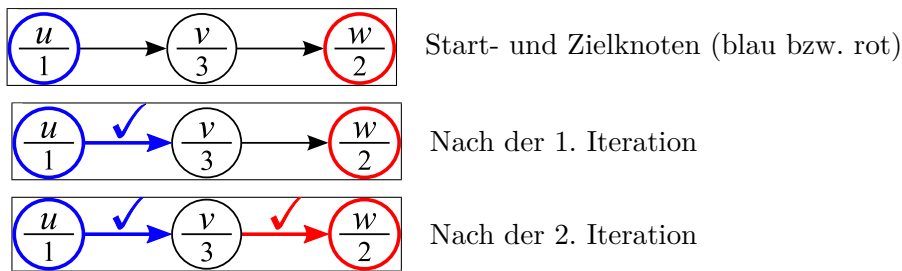 u v w Start- und Zielknoten (blau bzw. rot)
1 3 2
u v w Nach der 1. Iteration
1 3 2
u v w Nach der 2. Iteration
1 3 2